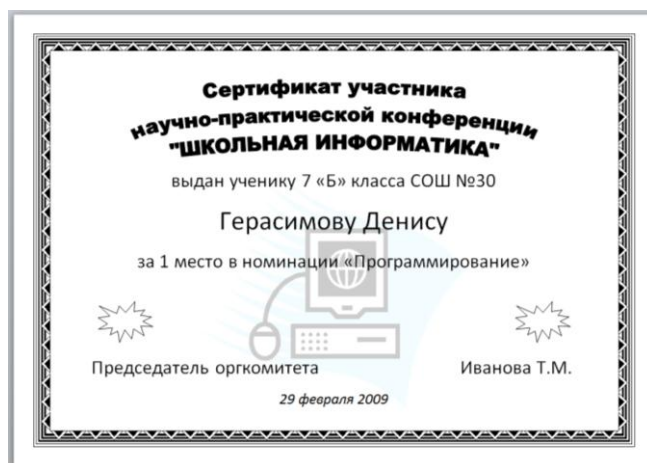 Сертификат участника
научно-практической конференции
"ШКОЛЬНАЯ ИНФОРМАТИКА"
выдан ученику 7 «Б» класса СОШ №30
Герасимову Денису
за 1 место в номинации «Программирование»
Председатель оргкомитета Иванова Т.М.
29 февраля 2009